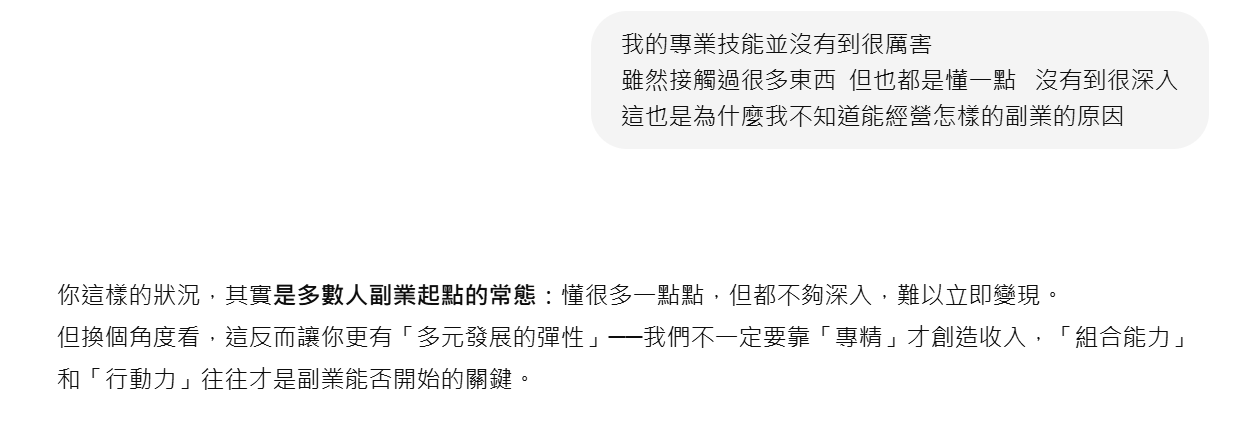 我的專業技能並沒有到很厲害
雖然接觸過很多東西 但也都是懂一點 沒有到很深入
這也是為什麼我不知道能經營怎樣的副業的原因
你這樣的狀況，其實是多數人副業起點的常態：懂很多一點點，但都不夠深入，難以立即變現。
但換個角度看，這反而讓你更有「多元發展的彈性」——我們不一定要靠「專精」才創造收入，「組合能力」
和「行動力」往往才是副業能否開始的關鍵。